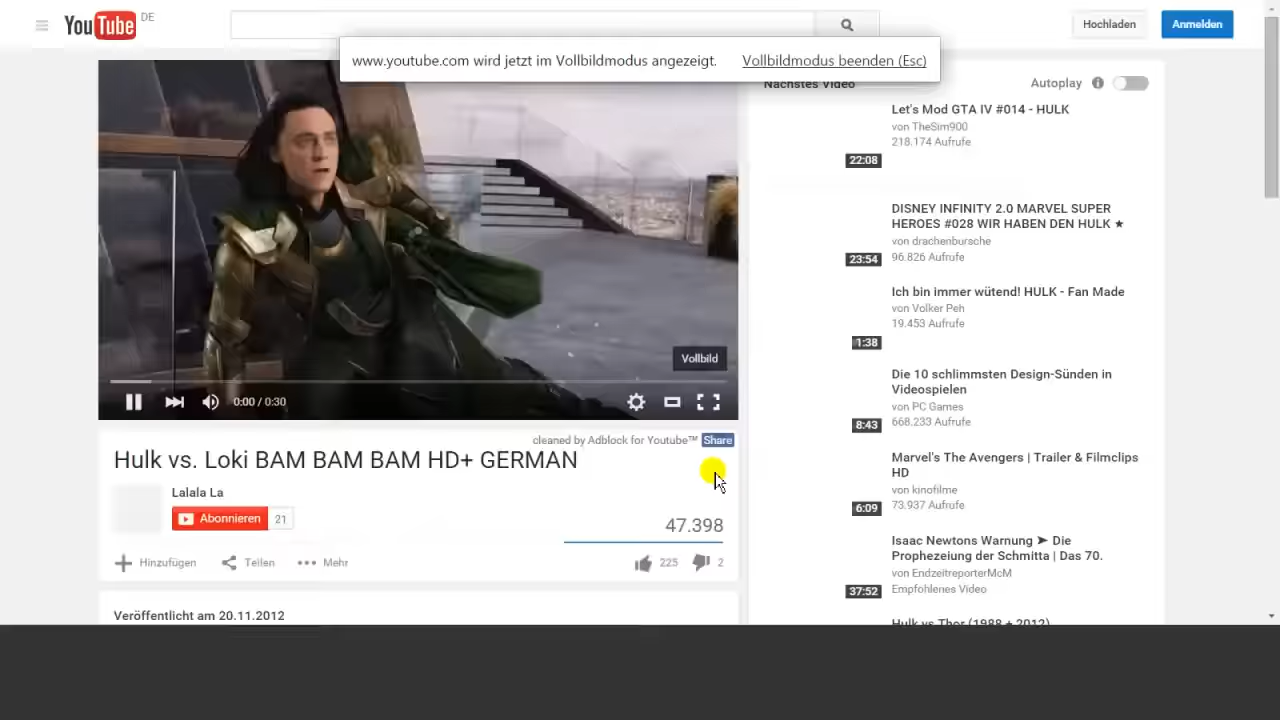 YouTube DE
Hochladen
Anmelden
www.youtube.com wird jetzt im Vollbildmodus angezeigt. Vollbildmodus beenden (Esc)
Vollbild
0:00 / 0:30
cleaned by Adblock for Youtube™ Share
Hulk vs. Loki BAM BAM BAM HD+ GERMAN
Lalala La
Abonnieren 21
47.398
Hinzufügen Teilen Mehr
225 2
Veröffentlicht am 20.11.2012
Nächstes Video Autoplay
Let's Mod GTA IV #014 - HULK
von TheSim900
218.174 Aufrufe
22:08
DISNEY INFINITY 2.0 MARVEL SUPER
HEROES #028 WIR HABEN DEN HULK ★
von drachenbursche
96.826 Aufrufe
23:54
Ich bin immer wütend! HULK - Fan Made
von Volker Peh
19.453 Aufrufe
1:38
Die 10 schlimmsten Design-Sünden in
Videospielen
von PC Games
668.233 Aufrufe
8:43
Marvel's The Avengers | Trailer & Filmclips
HD
von kinofilme
73.937 Aufrufe
6:09
Isaac Newtons Warnung ➤ Die
Prophezeiung der Schmitta | Das 70.
von EndzeitreporterMcM
Empfohlenes Video
37:52
Hulk vs Thor (1988 + 2012)